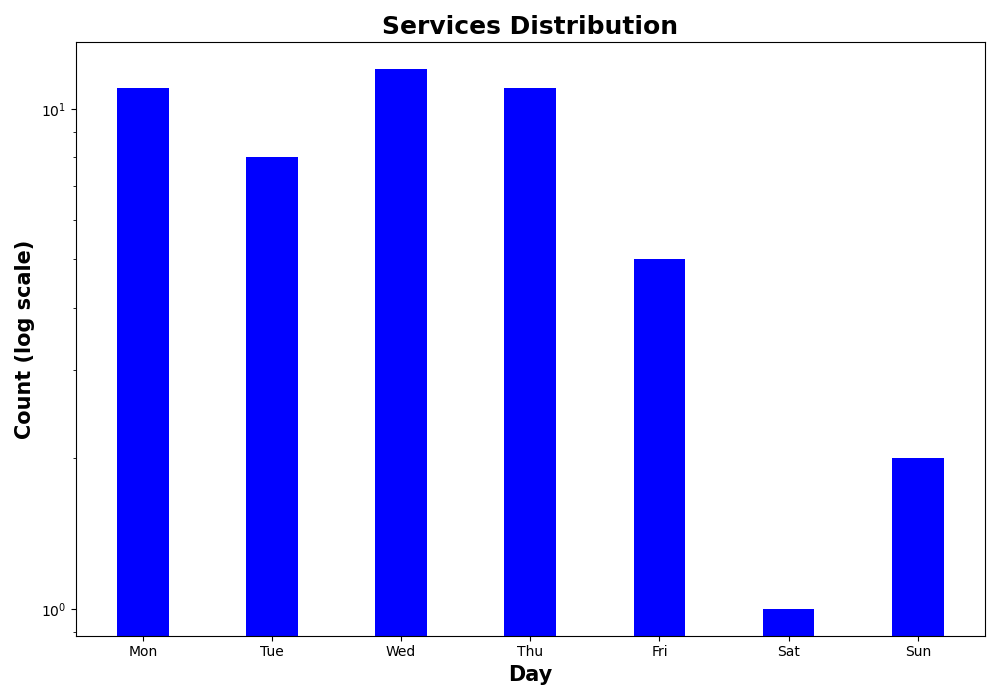 Services Distribution
Count (log scale)
10¹
10⁰
Mon Tue Wed Thu Fri Sat Sun
Day